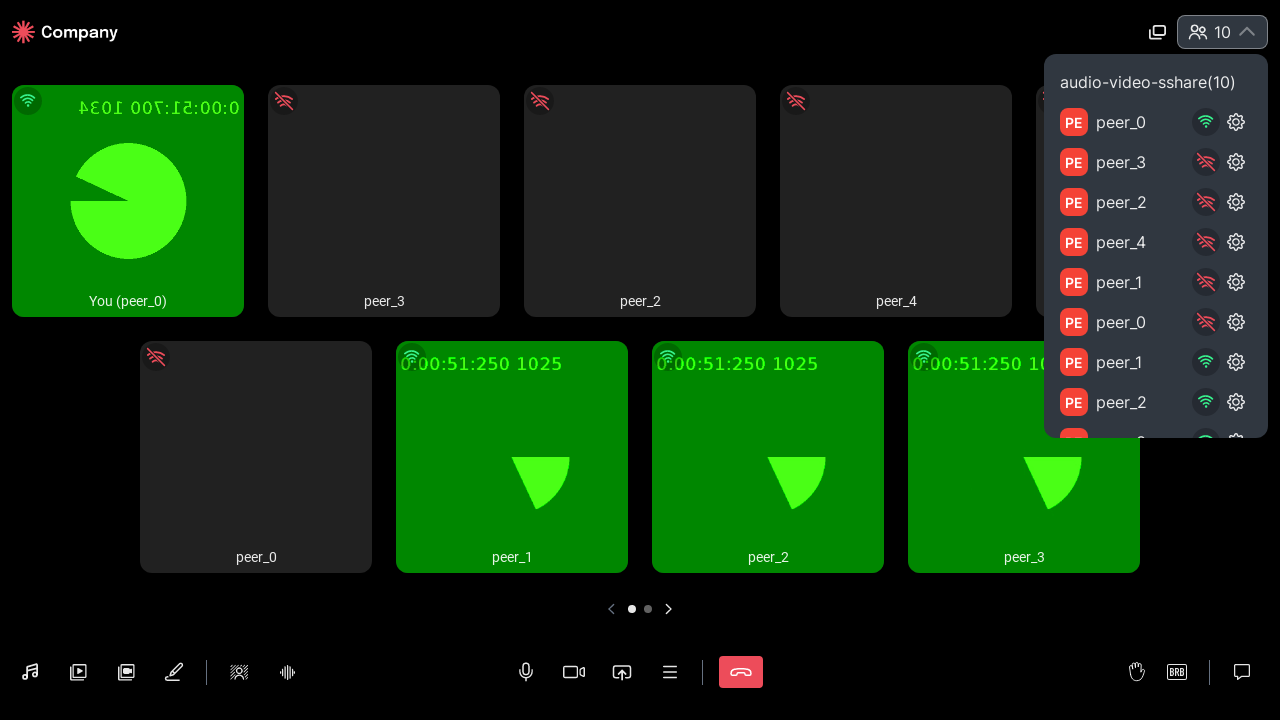 Company
10
audio-video-sshare(10)
PE peer_0
PE peer_3
PE peer_2
PE peer_4
PE peer_1
PE peer_0
PE peer_1
PE peer_2
0:00:51:700 1034
You (peer_0)
peer_3
peer_2
peer_4
peer_0
0:00:51:250 1025
peer_1
0:00:51:250 1025
peer_2
0:00:51:250
peer_3
BRB